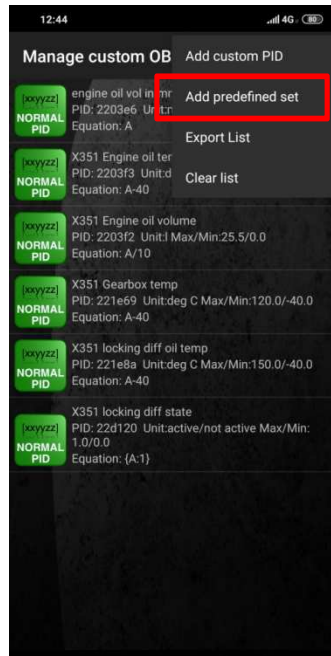 12:44
4G
80
Manage custom OB
Add custom PID
Add predefined set
Export List
Clear list
[xxyyzz]
NORMAL
PID
engine oil vol in mr
PID: 2203e6 Unit:r
Equation: A
[xxyyzz]
NORMAL
PID
X351 Engine oil ter
PID: 2203f3 Unit:d
Equation: A-40
[xxyyzz]
NORMAL
PID
X351 Engine oil volume
PID: 2203f2 Unit:l Max/Min:25.5/0.0
Equation: A/10
[xxyyzz]
NORMAL
PID
X351 Gearbox temp
PID: 221e69 Unit:deg C Max/Min:120.0/-40.0
Equation: A-40
[xxyyzz]
NORMAL
PID
X351 locking diff oil temp
PID: 221e8a Unit:deg C Max/Min:150.0/-40.0
Equation: A-40
[xxyyzz]
NORMAL
PID
X351 locking diff state
PID: 22d120 Unit:active/not active Max/Min:
1.0/0.0
Equation: {A:1}